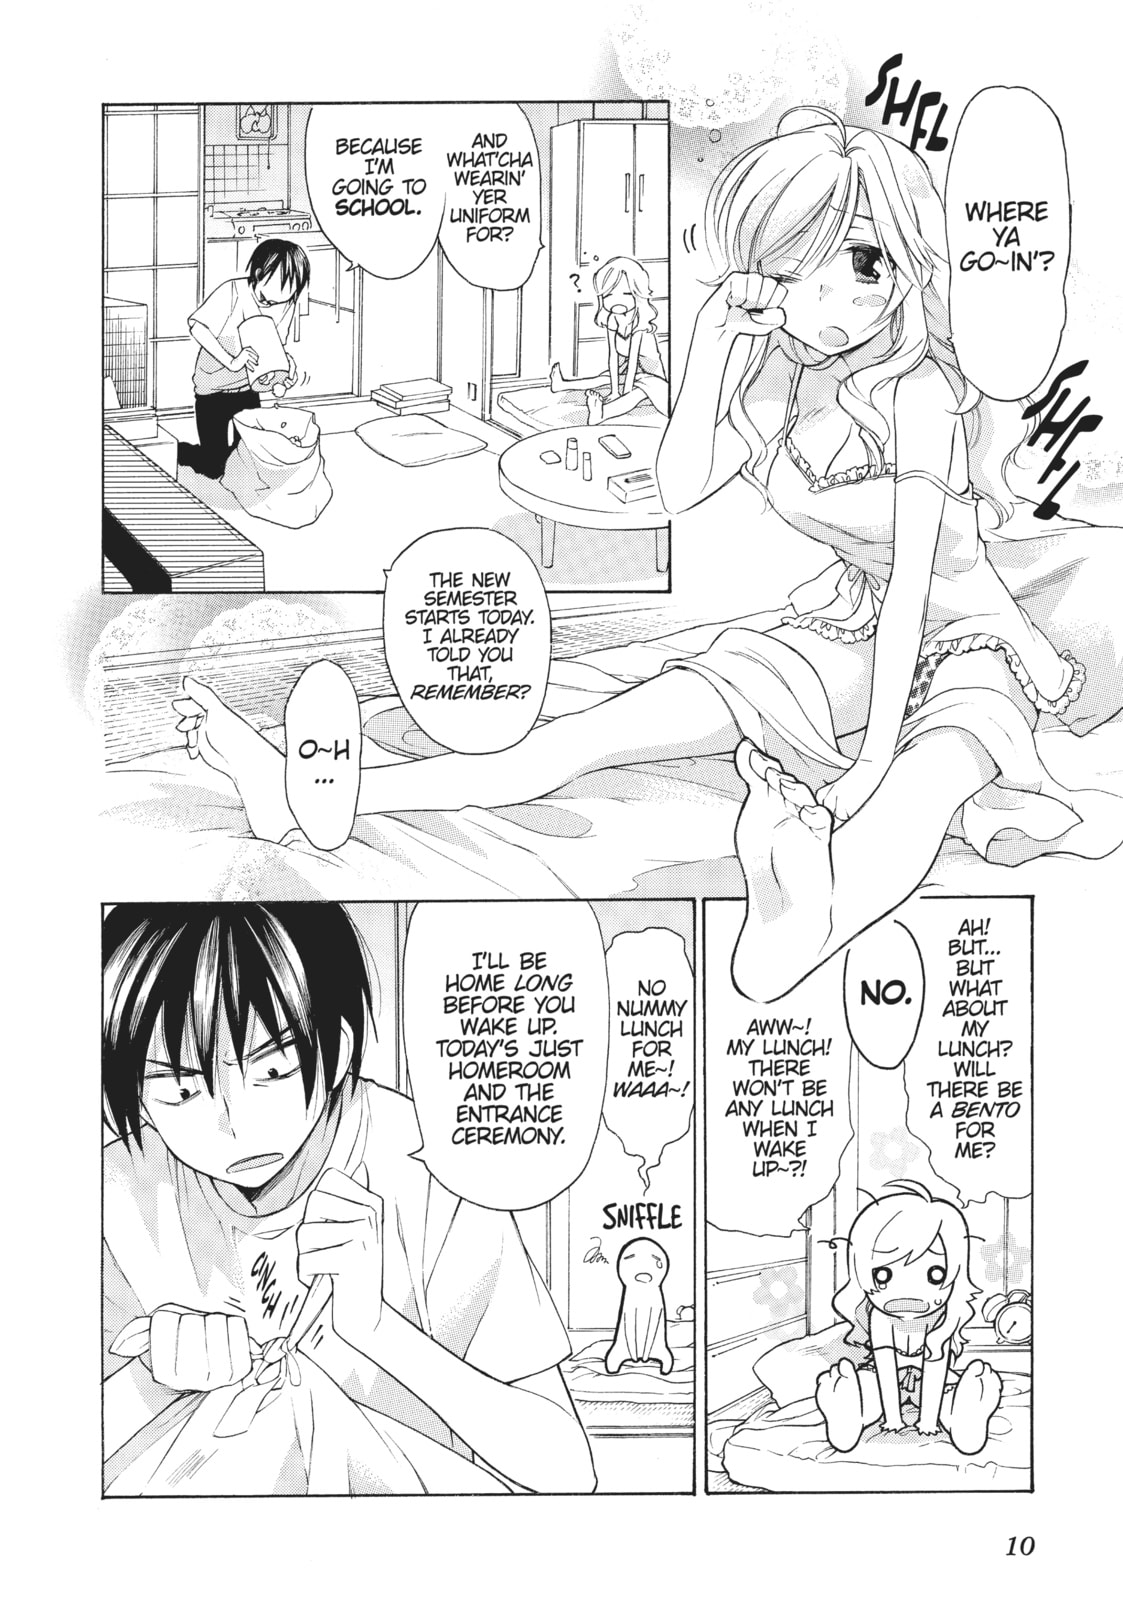 SHFL
WHERE
YA
GO~IN'?
SHFL
AND
WHAT'CHA
WEARIN'
YER
UNIFORM
FOR?
BECAUSE
I'M
GOING TO
SCHOOL.
?
THE NEW
SEMESTER
STARTS TODAY.
I ALREADY
TOLD YOU
THAT,
REMEMBER?
O~H
...
AH!
BUT...
BUT
WHAT
ABOUT
MY
LUNCH?
WILL
THERE BE
A BENTO
FOR
ME?
NO.
AWW~!
MY LUNCH!
THERE
WON'T BE
ANY LUNCH
WHEN I
WAKE
UP~?!
NO
NUMMY
LUNCH
FOR
ME~!
WAAA~!
SNIFFLE
I'LL BE
HOME LONG
BEFORE YOU
WAKE UP.
TODAY'S JUST
HOMEROOM
AND THE
ENTRANCE
CEREMONY.
CINCH
10